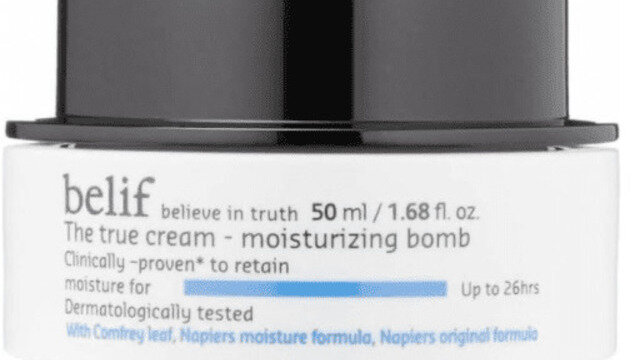 belif believe in truth 50 ml / 1.68 fl. oz.
The true cream - moisturizing bomb
Clinically -proven* to retain
moisture for Up to 26hrs
Dermatologically tested
With Comfrey leaf, Napiers moisture formula, Napiers original formula